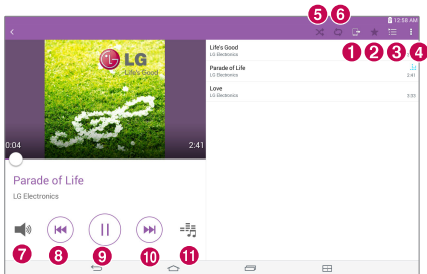 5 6
12:58 AM
1 2 3 4
LG
Life's Good
0:04
2:41
Life's Good
LG Electronics
Parade of Life
LG Electronics
2:41
Love
LG Electronics
3:03
Parade of Life
LG Electronics
7 8 9 10 11